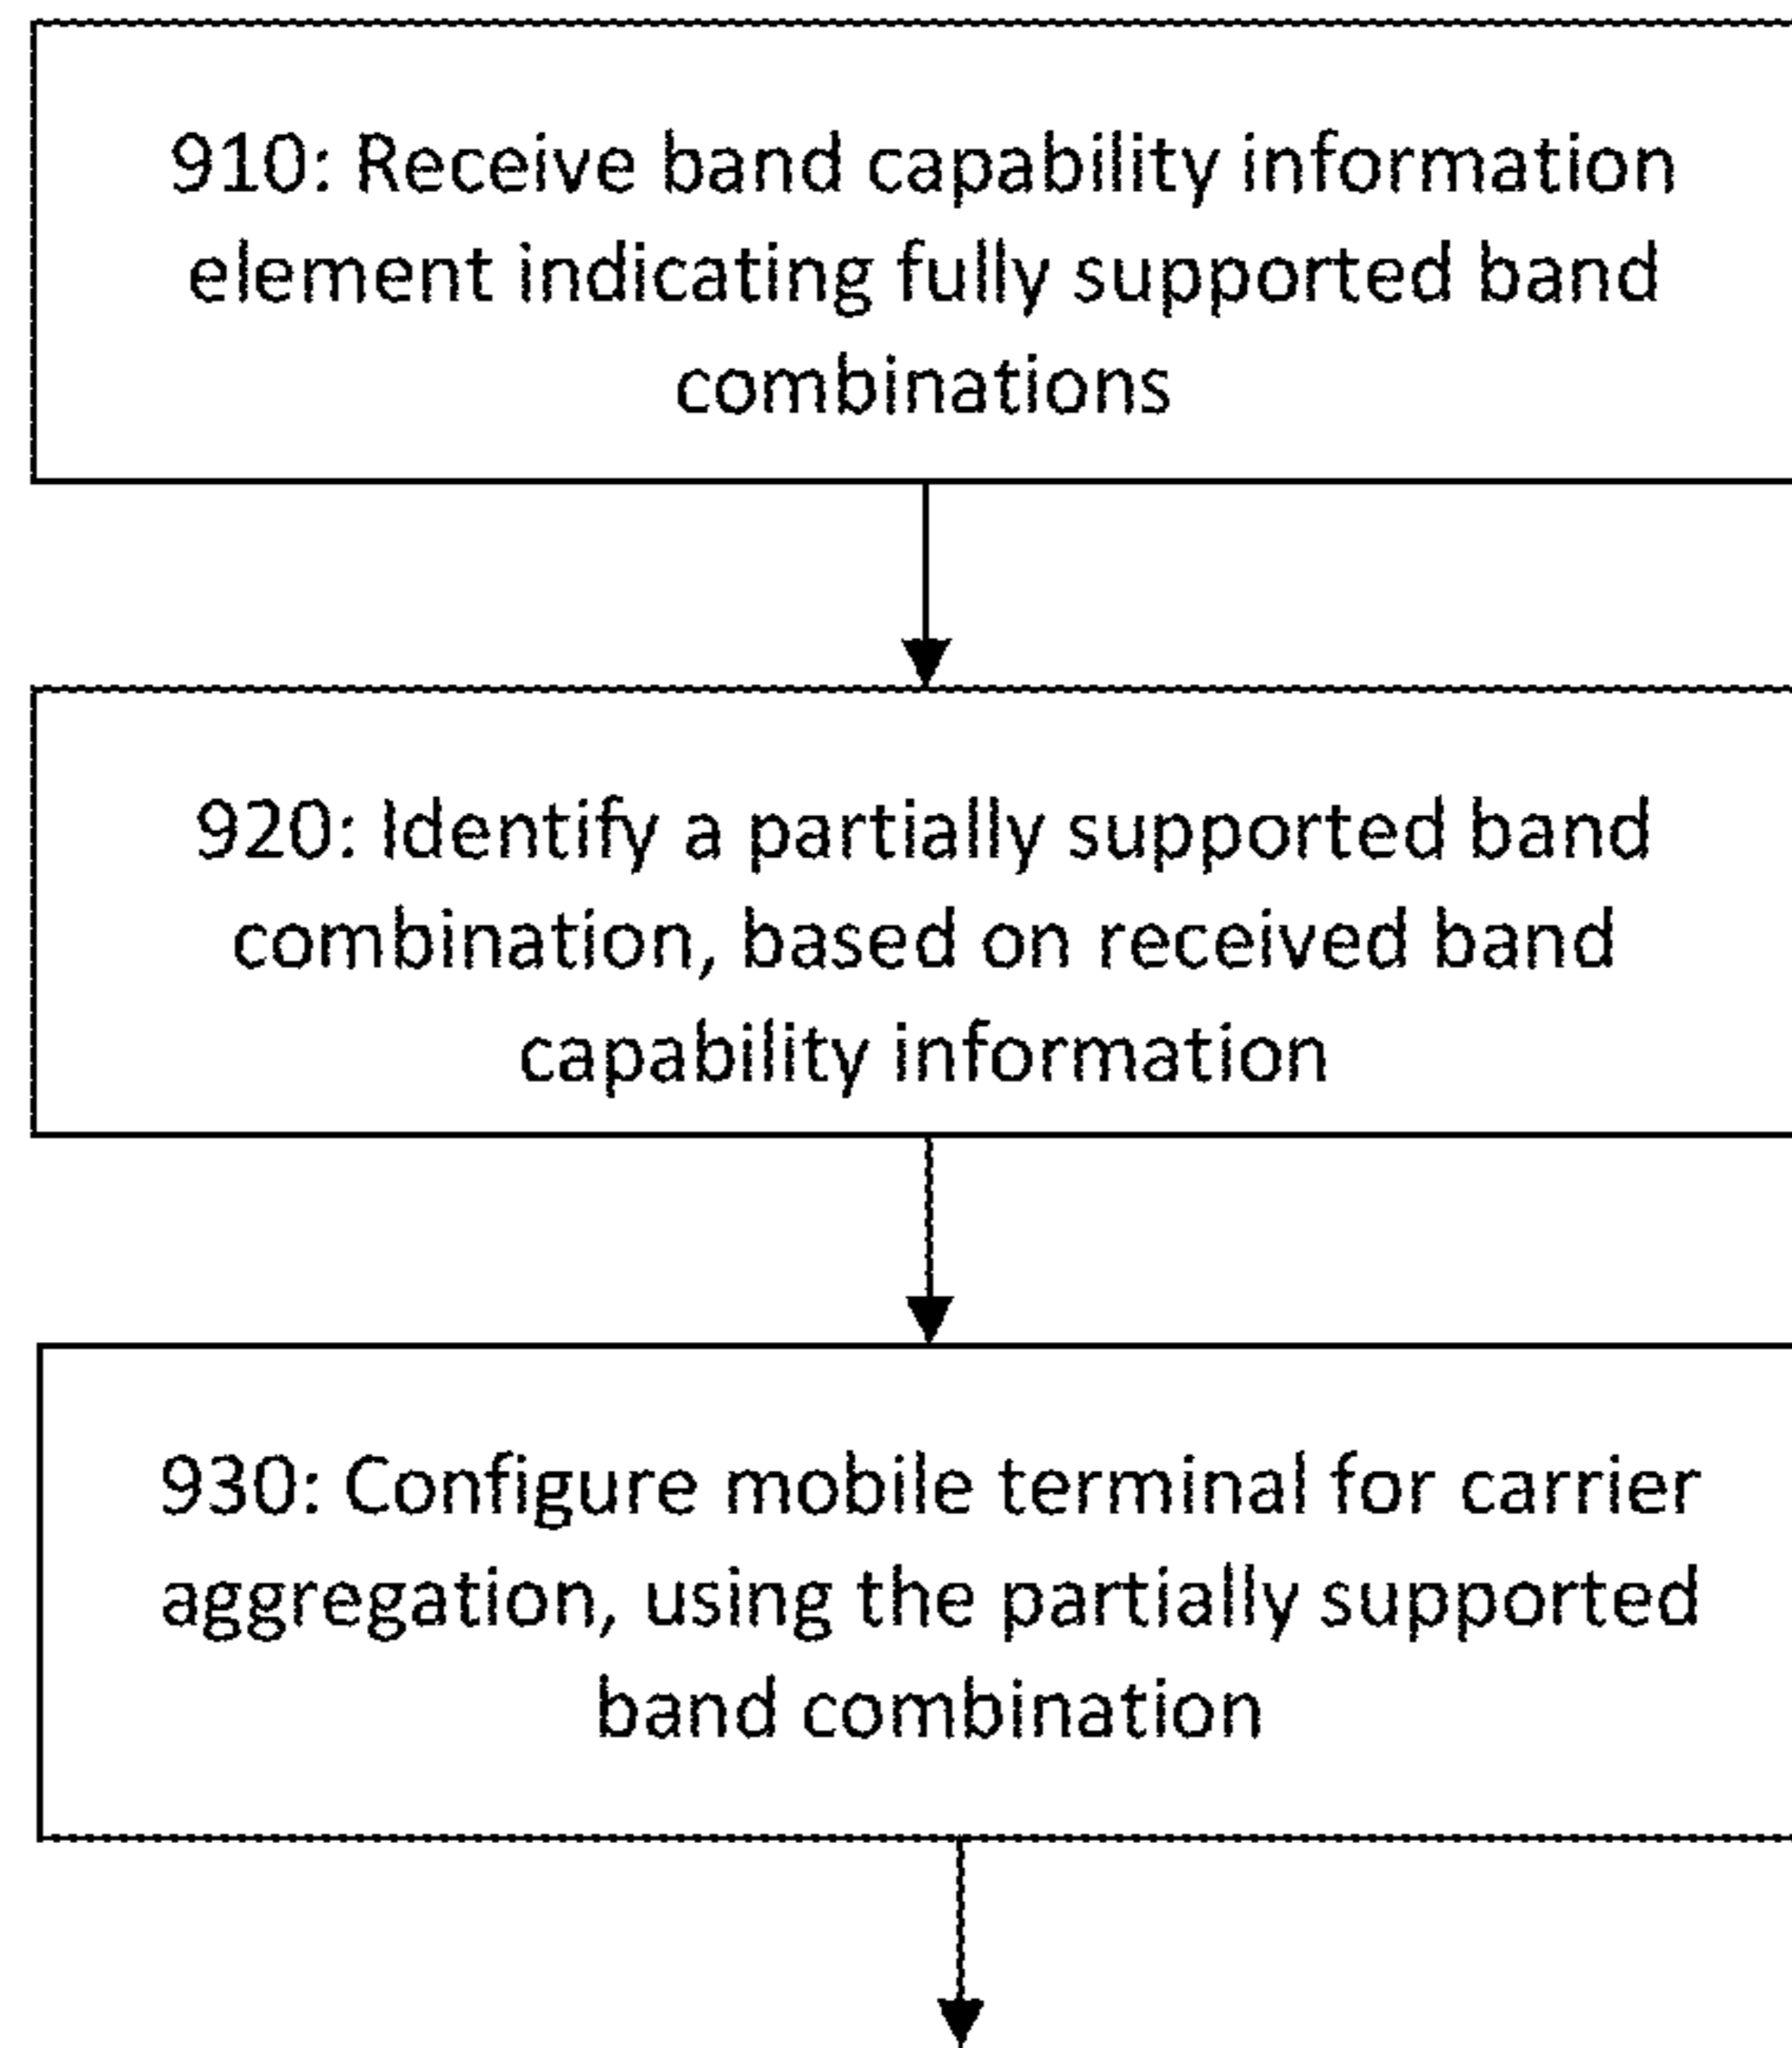 910: Receive band capability information
element indicating fully supported band
combinations
920: Identify a partially supported band
combination, based on received band
capability information
930: Configure mobile terminal for carrier
aggregation, using the partially supported
band combination